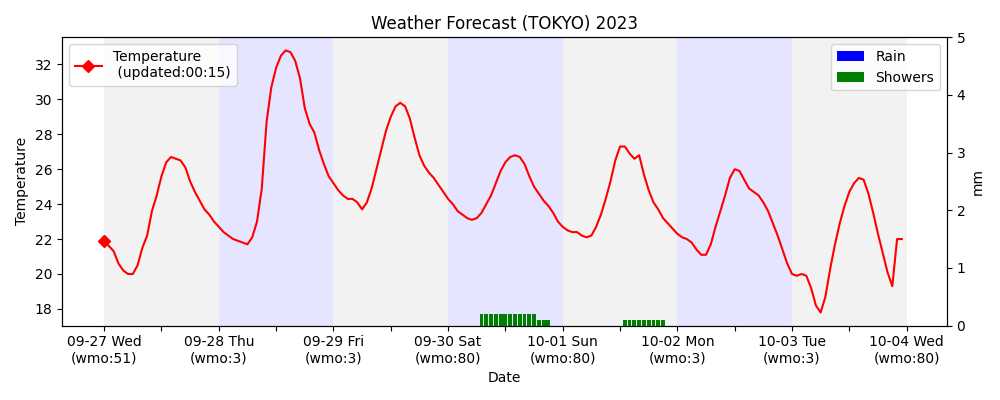 Weather Forecast (TOKYO) 2023
Temperature
(updated:00:15)
Rain
Showers
Temperature
32
30
28
26
24
22
20
18
5
4
3
2
1
0
mm
09-27 Wed 09-28 Thu 09-29 Fri 09-30 Sat 10-01 Sun 10-02 Mon 10-03 Tue 10-04 Wed
(wmo:51) (wmo:3) (wmo:3) (wmo:80) (wmo:80) (wmo:3) (wmo:3) (wmo:80)
Date